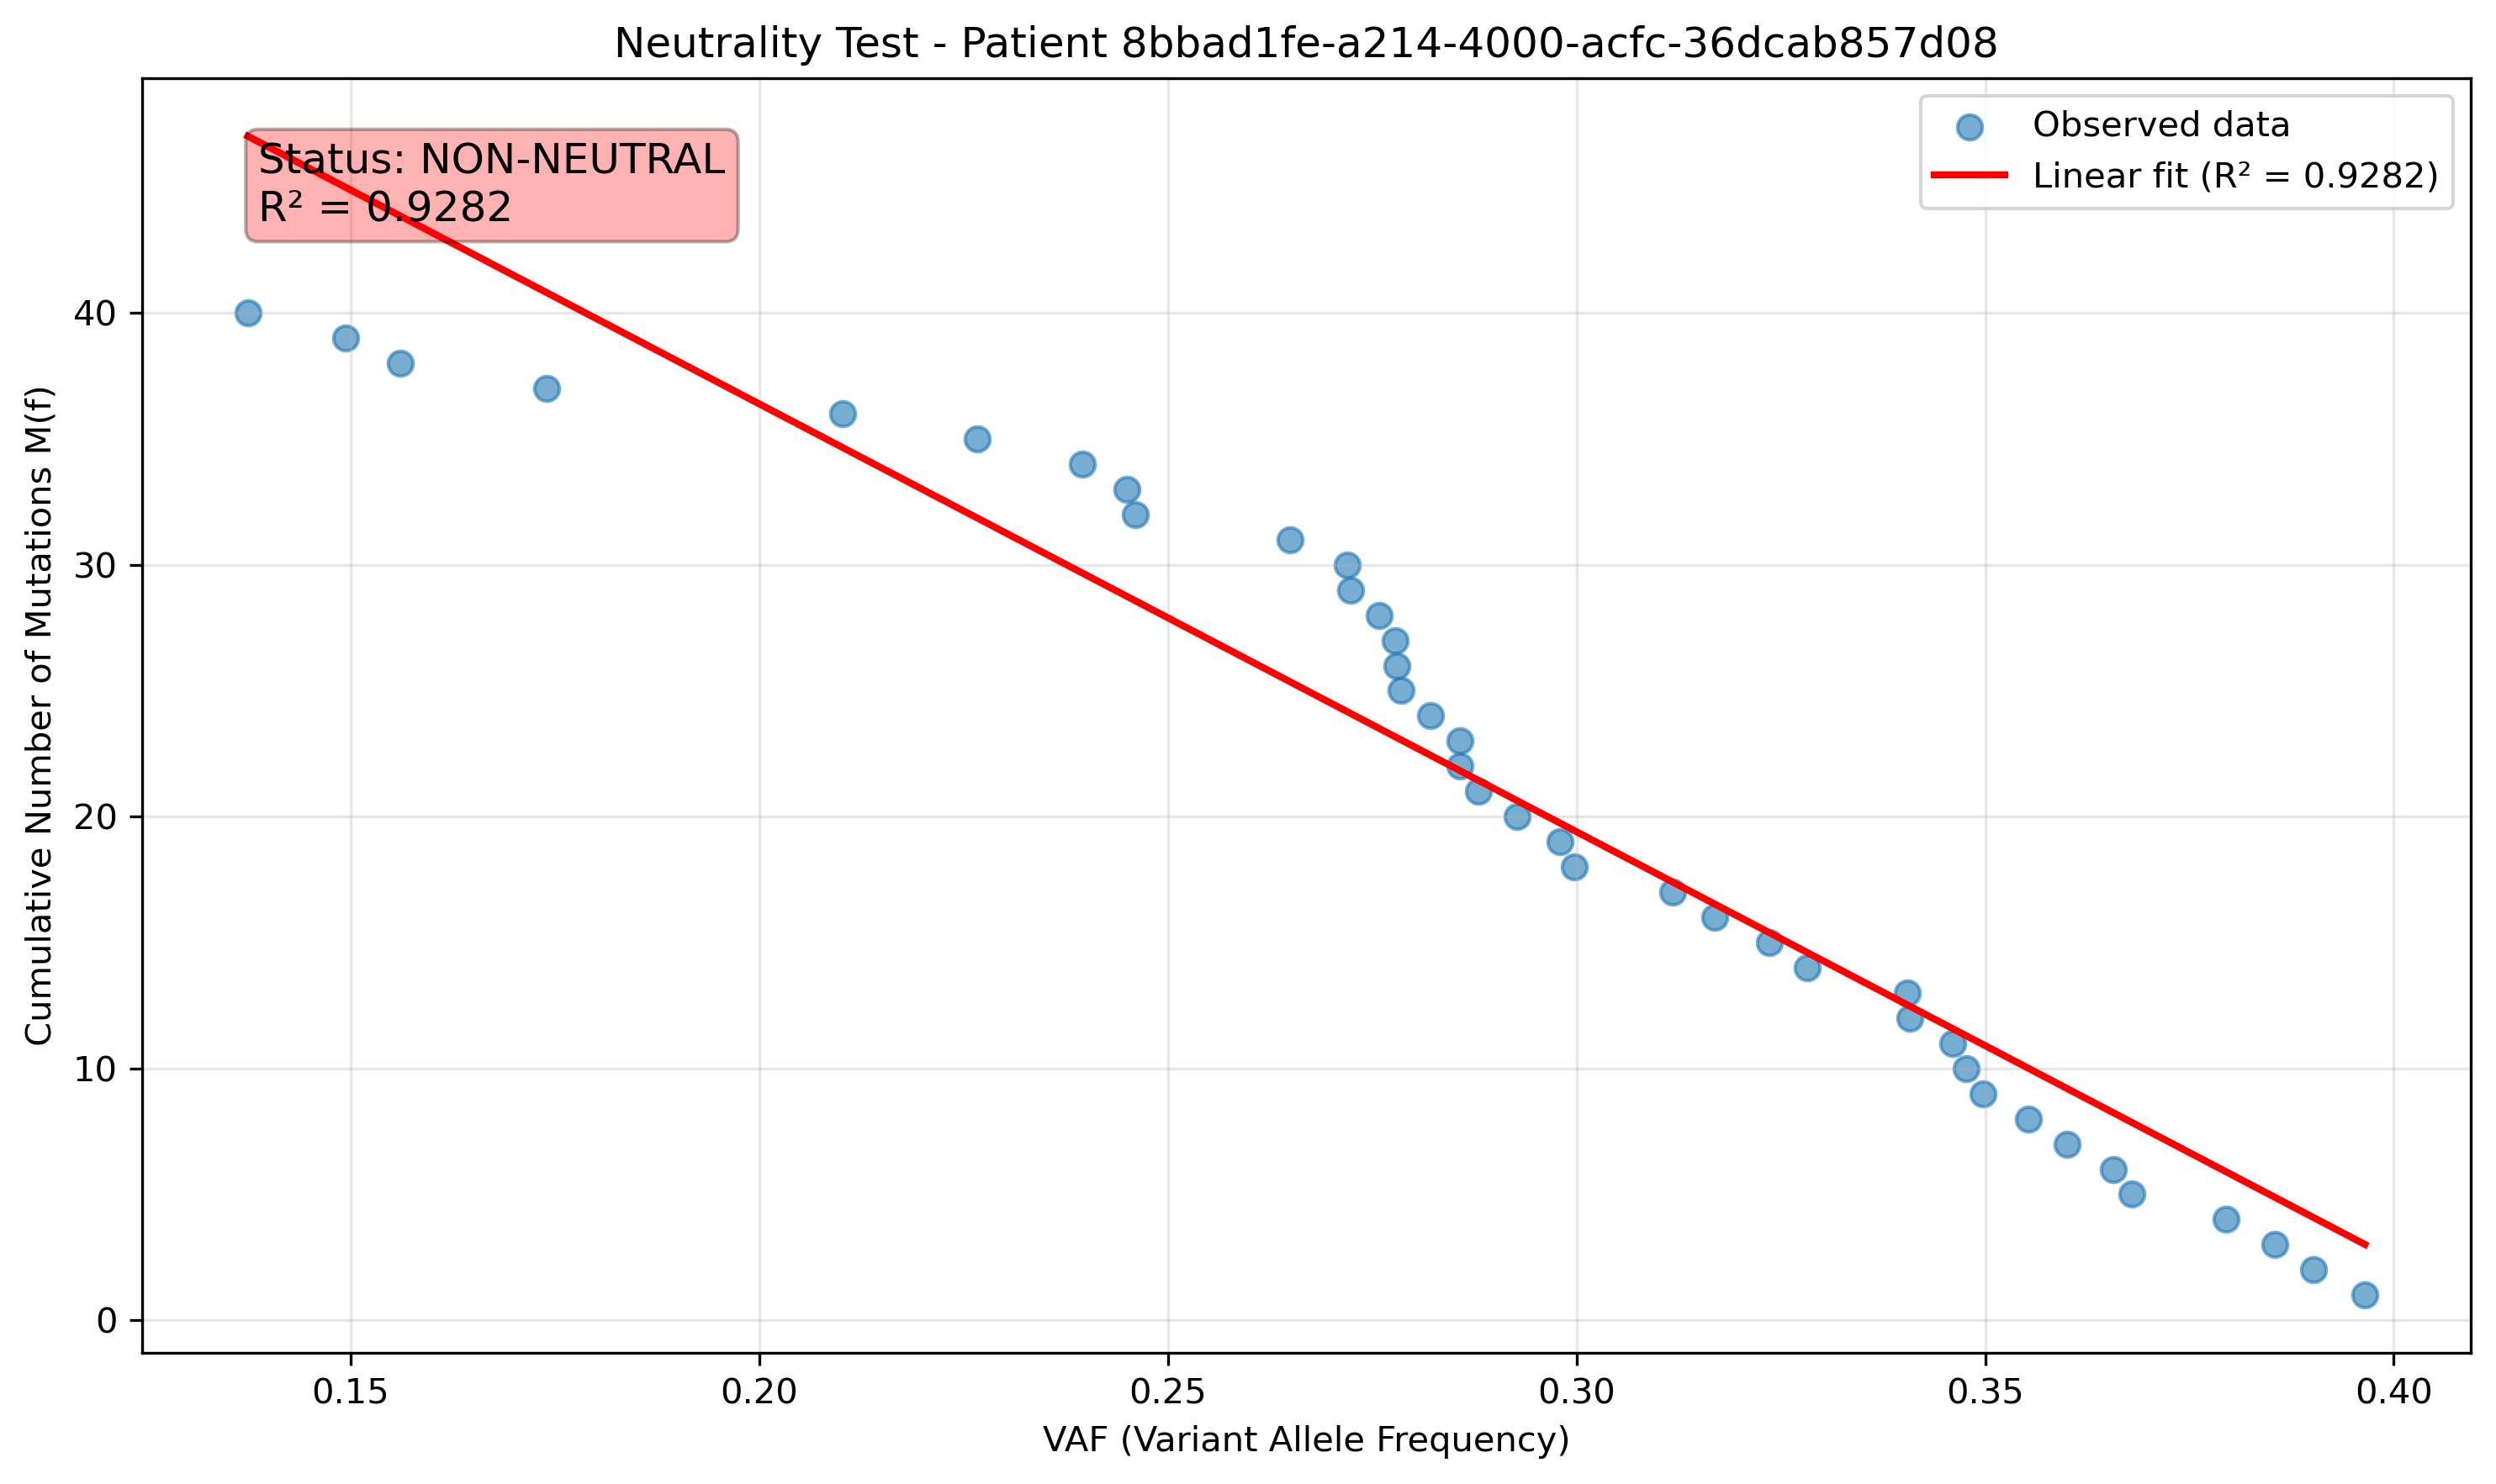 Neutrality Test - Patient 8bbad1fe-a214-4000-acfc-36dcab857d08
Status: NON-NEUTRAL
R² = 0.9282
Observed data
Linear fit (R² = 0.9282)
Cumulative Number of Mutations M(f)
40
30
20
10
0
0.15
0.20
0.25
0.30
0.35
0.40
VAF (Variant Allele Frequency)